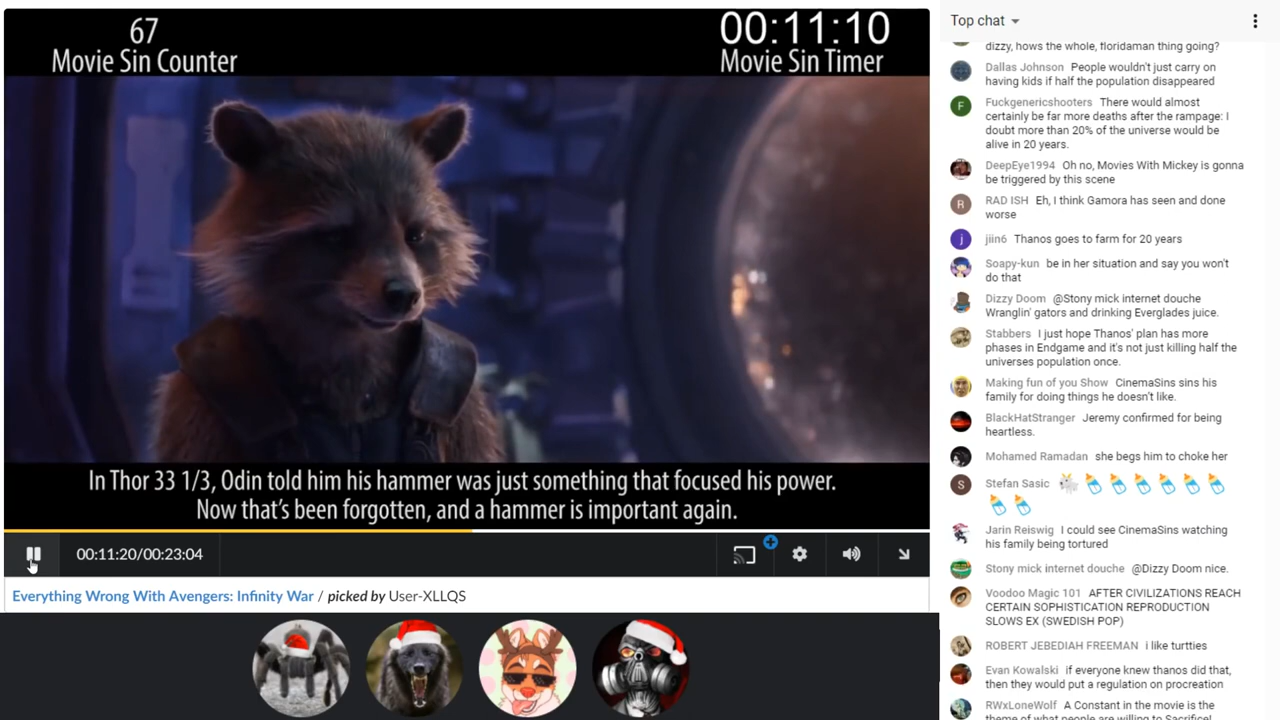 67
Movie Sin Counter
00:11:10
Movie Sin Timer
In Thor 33 1/3, Odin told him his hammer was just something that focused his power.
Now that's been forgotten, and a hammer is important again.
00:11:20/00:23:04
Everything Wrong With Avengers: Infinity War / picked by User-XLLQS
Top chat
dizzy, hows the whole, floridaman thing going?
Dallas Johnson People wouldn't just carry on
having kids if half the population disappeared
F
Fuckgenericshooters There would almost
certainly be far more deaths after the rampage: I
doubt more than 20% of the universe would be
alive in 20 years.
DeepEye1994 Oh no, Movies With Mickey is gonna
be triggered by this scene
R
RAD ISH Eh, I think Gamora has seen and done
worse
j
jiin6 Thanos goes to farm for 20 years
Soapy-kun be in her situation and say you won't
do that
Dizzy Doom @Stony mick internet douche
Wranglin' gators and drinking Everglades juice.
Stabbers I just hope Thanos' plan has more
phases in Endgame and it's not just killing half the
universes population once.
Making fun of you Show CinemaSins sins his
family for doing things he doesn't like.
BlackHatStranger Jeremy confirmed for being
heartless.
Mohamed Ramadan she begs him to choke her
S
Stefan Sasic
Jarin Reiswig I could see CinemaSins watching
his family being tortured
Stony mick internet douche @Dizzy Doom nice.
Voodoo Magic 101 AFTER CIVILIZATIONS REACH
CERTAIN SOPHISTICATION REPRODUCTION
SLOWS EX (SWEDISH POP)
ROBERT JEBEDIAH FREEMAN i like turtties
Evan Kowalski if everyone knew thanos did that,
then they would put a regulation on procreation
RWxLoneWolf A Constant in the movie is the
theme of what people are willing to Sacrifice!